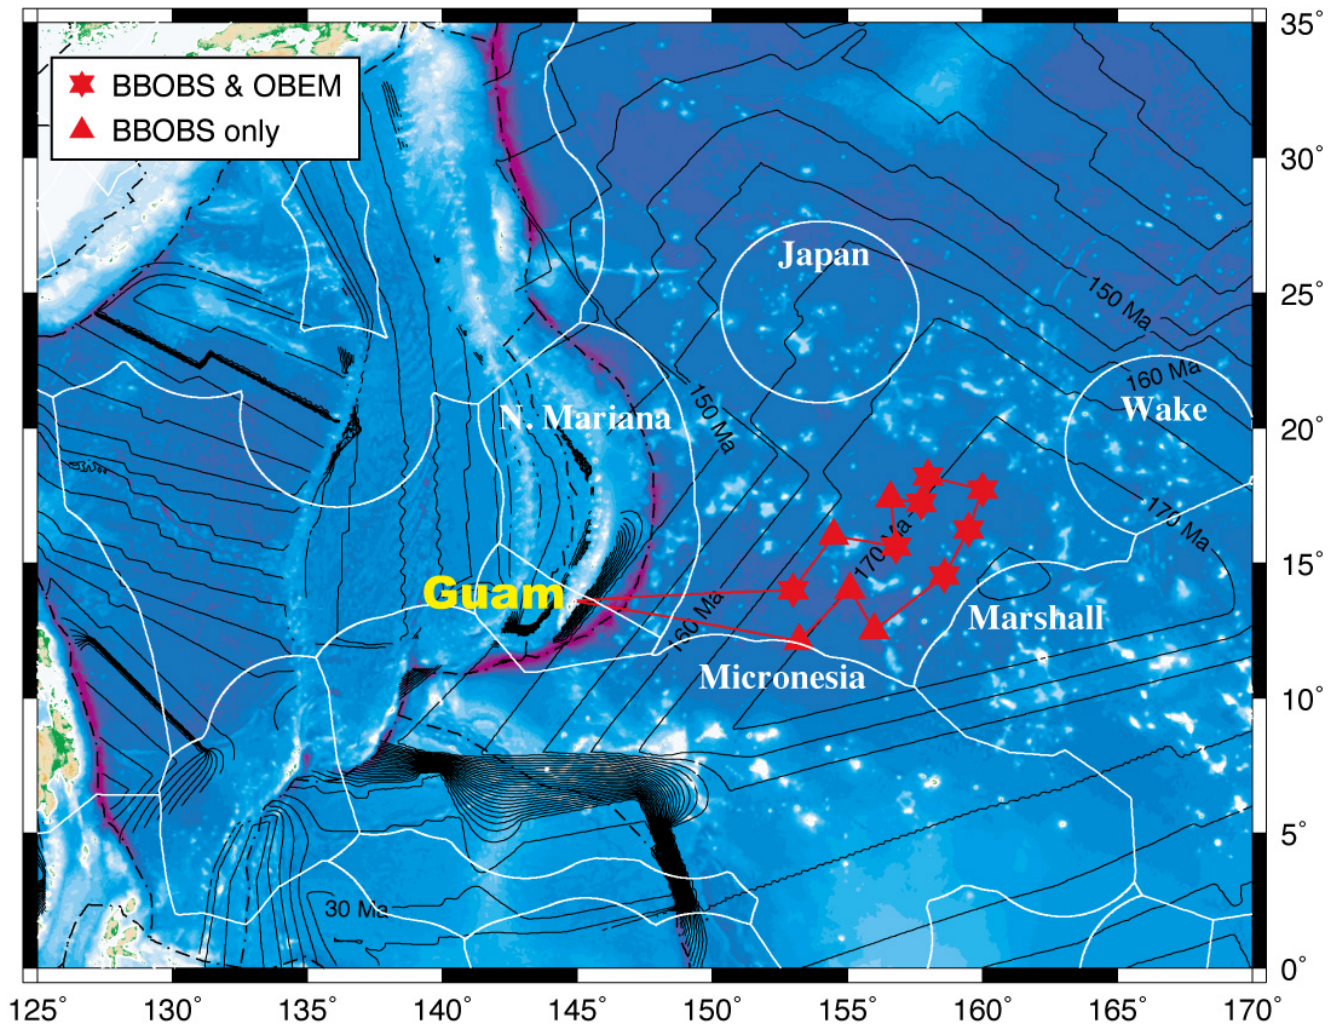 BBOBS & OBEM
BBOBS only
Japan
150 Ma
160 Ma
Wake
N. Mariana
150 Ma
170 Ma
170 Ma
Guam
160 Ma
Marshall
Micronesia
30 Ma
35°
30°
25°
20°
15°
10°
5°
0°
125° 130° 135° 140° 145° 150° 155° 160° 165° 170°